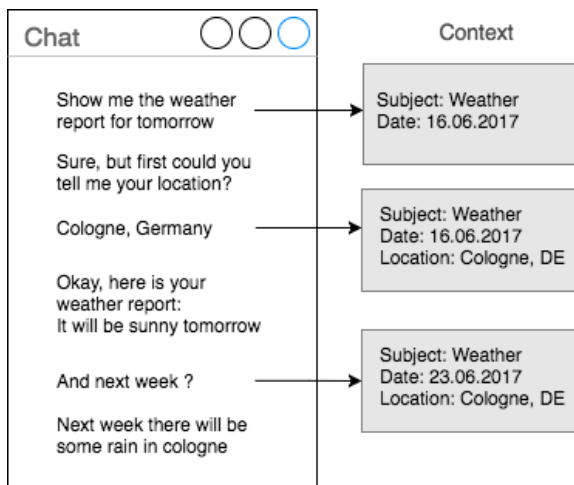 Chat
Context
Show me the weather
report for tomorrow
Subject: Weather
Date: 16.06.2017
Sure, but first could you
tell me your location?
Cologne, Germany
Subject: Weather
Date: 16.06.2017
Location: Cologne, DE
Okay, here is your
weather report:
It will be sunny tomorrow
And next week ?
Subject: Weather
Date: 23.06.2017
Location: Cologne, DE
Next week there will be
some rain in cologne